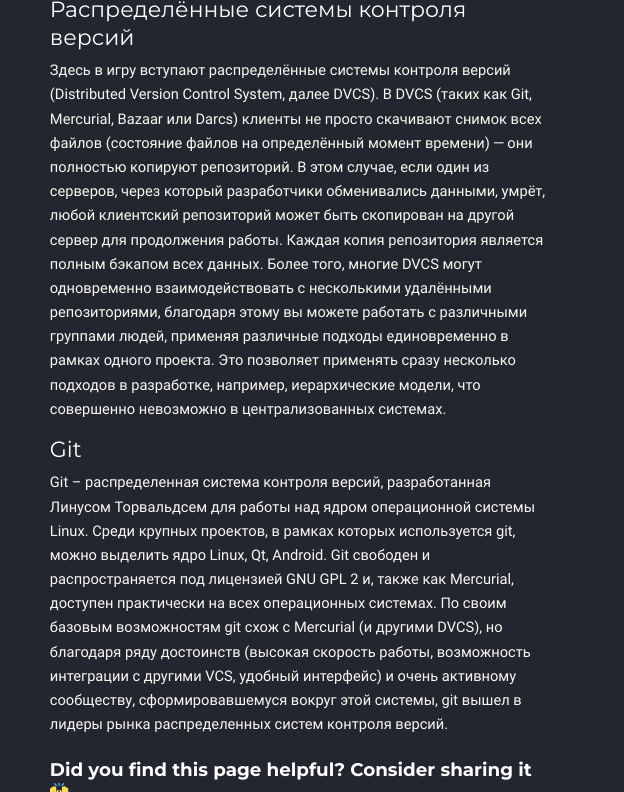 Распределённые системы контроля
версий
Здесь в игру вступают распределённые системы контроля версий
(Distributed Version Control System, далее DVCS). В DVCS (таких как Git,
Mercurial, Bazaar или Darcs) клиенты не просто скачивают снимок всех
файлов (состояние файлов на определённый момент времени) — они
полностью копируют репозиторий. В этом случае, если один из
серверов, через который разработчики обменивались данными, умрёт,
любой клиентский репозиторий может быть скопирован на другой
сервер для продолжения работы. Каждая копия репозитория является
полным бэкапом всех данных. Более того, многие DVCS могут
одновременно взаимодействовать с несколькими удалёнными
репозиториями, благодаря этому вы можете работать с различными
группами людей, применяя различные подходы единовременно в
рамках одного проекта. Это позволяет применять сразу несколько
подходов в разработке, например, иерархические модели, что
совершенно невозможно в централизованных системах.
Git
Git – распределенная система контроля версий, разработанная
Линусом Торвальдсем для работы над ядром операционной системы
Linux. Среди крупных проектов, в рамках которых используется git,
можно выделить ядро Linux, Qt, Android. Git свободен и
распространяется под лицензией GNU GPL 2 и, также как Mercurial,
доступен практически на всех операционных системах. По своим
базовым возможностям git схож с Mercurial (и другими DVCS), но
благодаря ряду достоинств (высокая скорость работы, возможность
интеграции с другими VCS, удобный интерфейс) и очень активному
сообществу, сформировавшемуся вокруг этой системы, git вышел в
лидеры рынка распределенных систем контроля версий.
Did you find this page helpful? Consider sharing it